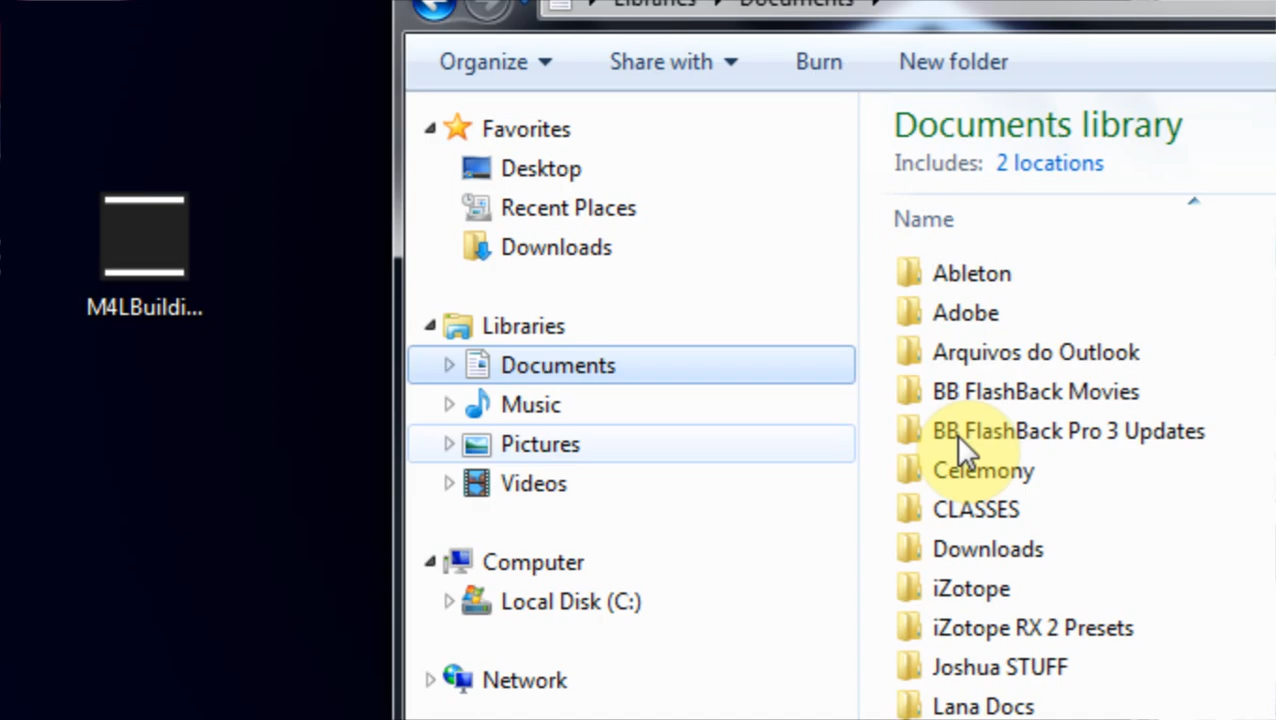 Libraries Documents
Organize Share with Burn New folder
Favorites
Desktop
Recent Places
Downloads
Libraries
Documents
Music
Pictures
Videos
Computer
Local Disk (C:)
Network
M4LBuildi...
Documents library
Includes: 2 locations
Name
Ableton
Adobe
Arquivos do Outlook
BB FlashBack Movies
BB FlashBack Pro 3 Updates
Celemony
CLASSES
Downloads
iZotope
iZotope RX 2 Presets
Joshua STUFF
Lana Docs